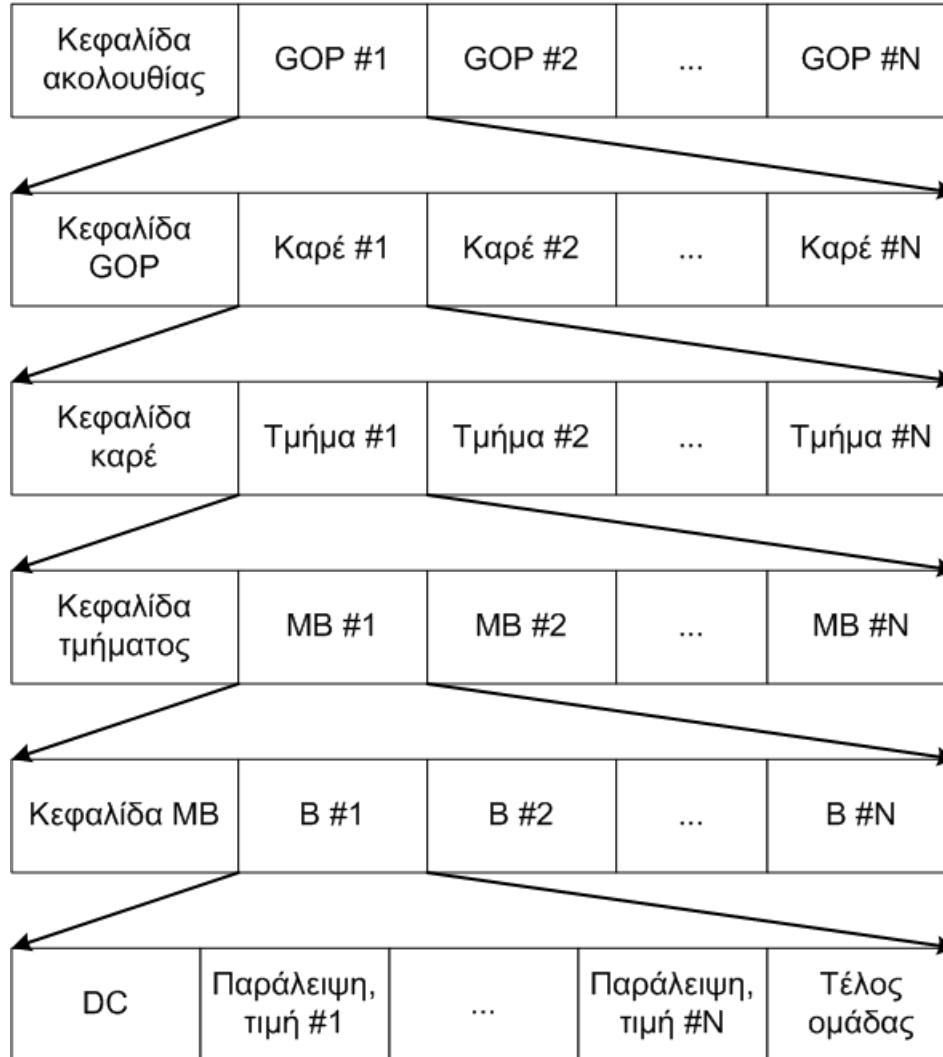 Κεφαλίδα ακολουθίας GOP #1 GOP #2 ... GOP #N
Κεφαλίδα GOP Καρέ #1 Καρέ #2 ... Καρέ #N
Κεφαλίδα καρέ Τμήμα #1 Τμήμα #2 ... Τμήμα #N
Κεφαλίδα τμήματος MB #1 MB #2 ... MB #N
Κεφαλίδα MB B #1 B #2 ... B #N
DC Παράλειψη, τιμή #1 ... Παράλειψη, τιμή #N Τέλος ομάδας